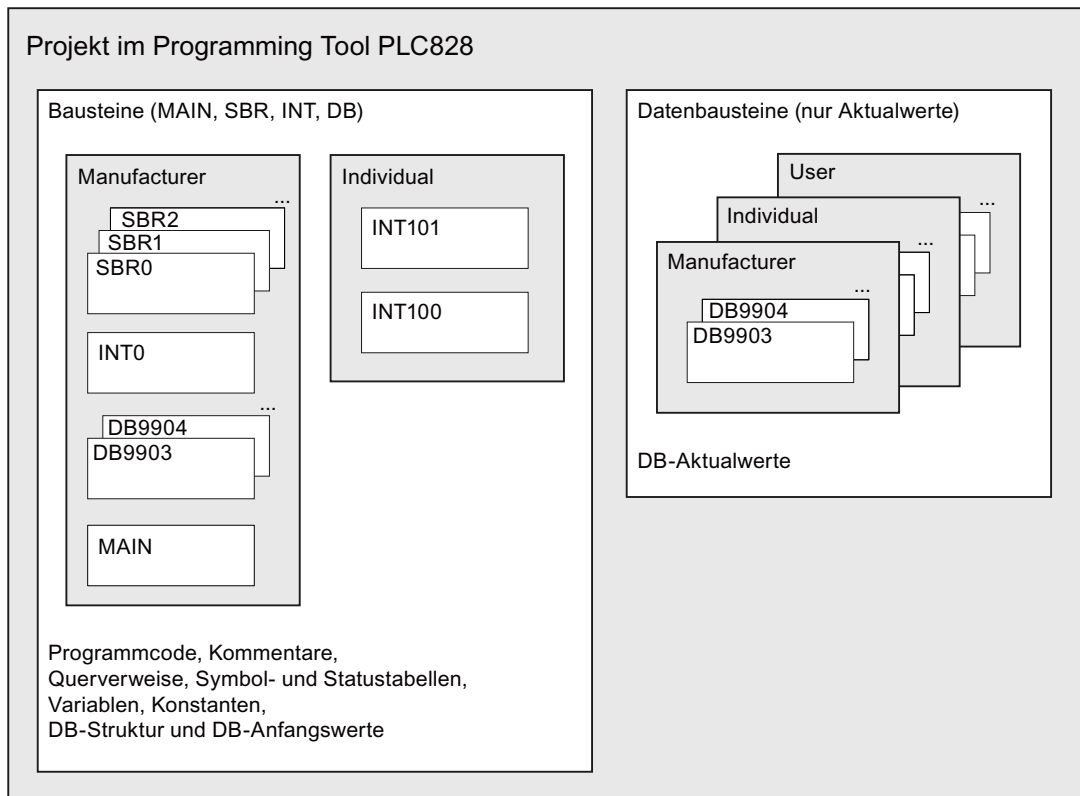 Projekt im Programming Tool PLC828
Bausteine (MAIN, SBR, INT, DB)
Manufacturer
...
SBR2
SBR1
SBR0
INT0
...
DB9904
DB9903
MAIN
Individual
INT101
INT100
Programmcode, Kommentare,
Querverweise, Symbol- und Statustabellen,
Variablen, Konstanten,
DB-Struktur und DB-Anfangswerte
Datenbausteine (nur Aktualwerte)
User
...
Individual
...
Manufacturer
...
DB9904
DB9903
DB-Aktualwerte